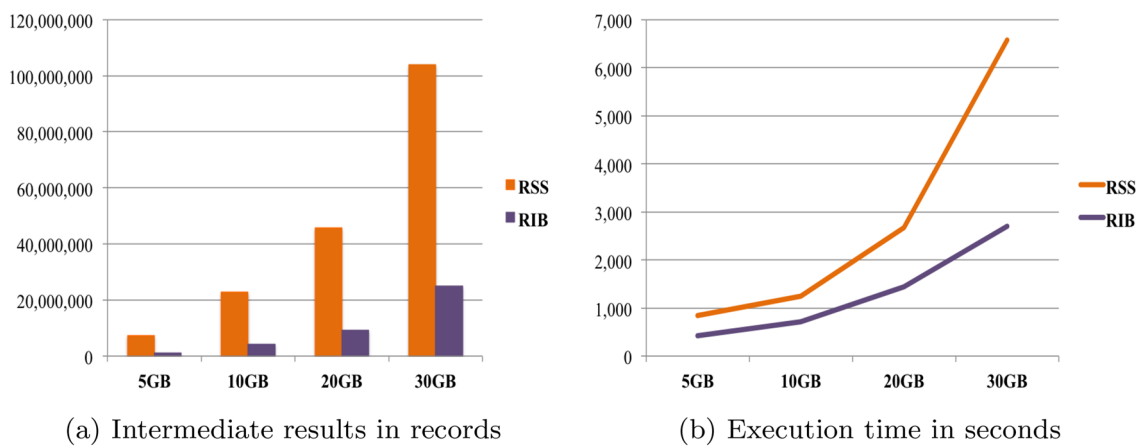 120,000,000
100,000,000
80,000,000
60,000,000
40,000,000
20,000,000
0
5GB 10GB 20GB 30GB
RSS
RIB
(a) Intermediate results in records
7,000
6,000
5,000
4,000
3,000
2,000
1,000
0
5GB 10GB 20GB 30GB
RSS
RIB
(b) Execution time in seconds